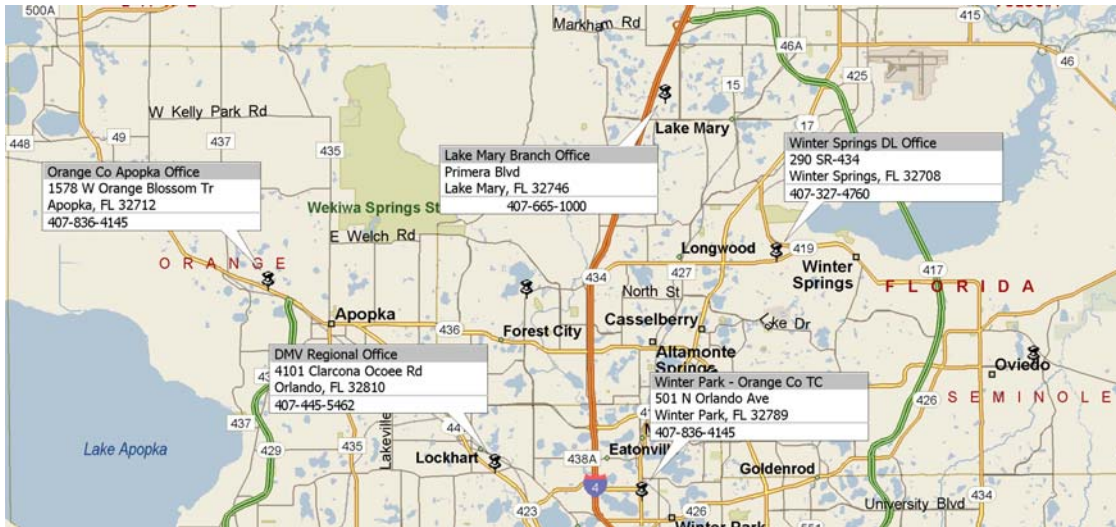 500A
Markham Rd
415
46A
46
W Kelly Park Rd
15
425
49
437
17
448
435
Lake Mary
Orange Co Apopka Office
1578 W Orange Blossom Tr
Apopka, FL 32712
407-836-4145
Lake Mary Branch Office
Primera Blvd
Lake Mary, FL 32746
407-665-1000
Winter Springs DL Office
290 SR-434
Winter Springs, FL 32708
407-327-4760
Wekiwa Springs St
E Welch Rd
Longwood
419
ORANGE
434
427
Winter
Springs
417
North St
FLORIDA
Apopka
436
Forest City
Casselberry
Dr
Altamonte
Springs
DMV Regional Office
4101 Clarcona Ocoee Rd
Orlando, FL 32810
407-445-5462
Winter Park - Orange Co TC
501 N Orlando Ave
Winter Park, FL 32789
407-836-4145
Oviedo
SEMINOLE
426
437
Lake Apopka
429
435
Lakeville
441
Lockhart
438A
Eatonville
Goldenrod
4
434
423
426
University Blvd
Winter Park
551